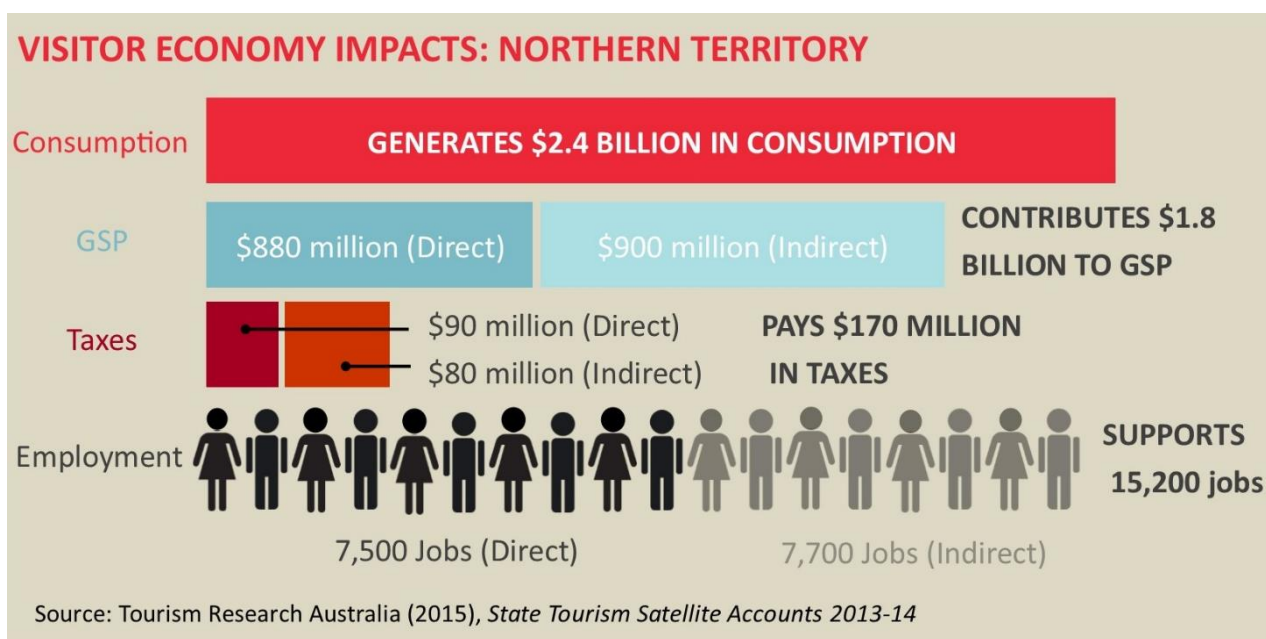 VISITOR ECONOMY IMPACTS: NORTHERN TERRITORY
Consumption
GENERATES $2.4 BILLION IN CONSUMPTION
GSP
$880 million (Direct)
$900 million (Indirect)
CONTRIBUTES $1.8
BILLION TO GSP
Taxes
$90 million (Direct)
$80 million (Indirect)
PAYS $170 MILLION
IN TAXES
Employment
SUPPORTS
15,200 jobs
7,500 Jobs (Direct)
7,700 Jobs (Indirect)
Source: Tourism Research Australia (2015), State Tourism Satellite Accounts 2013-14